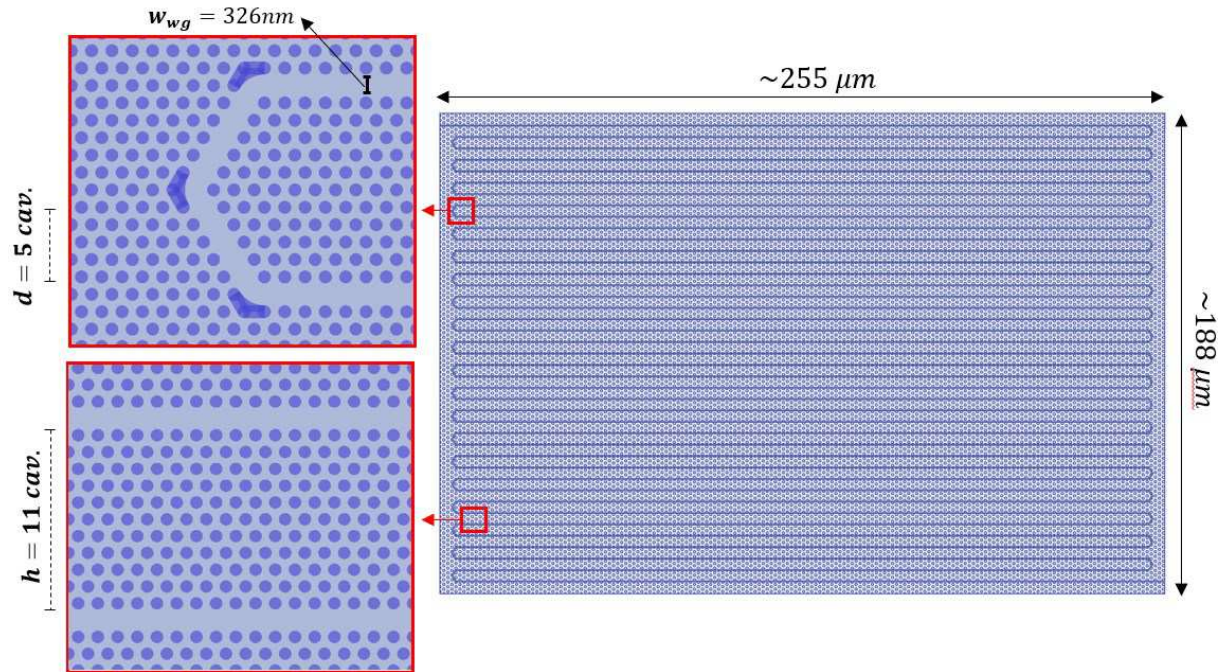 w_wg = 326nm
~255 μm
d = 5 cav.
~188 μm
h = 11 cav.